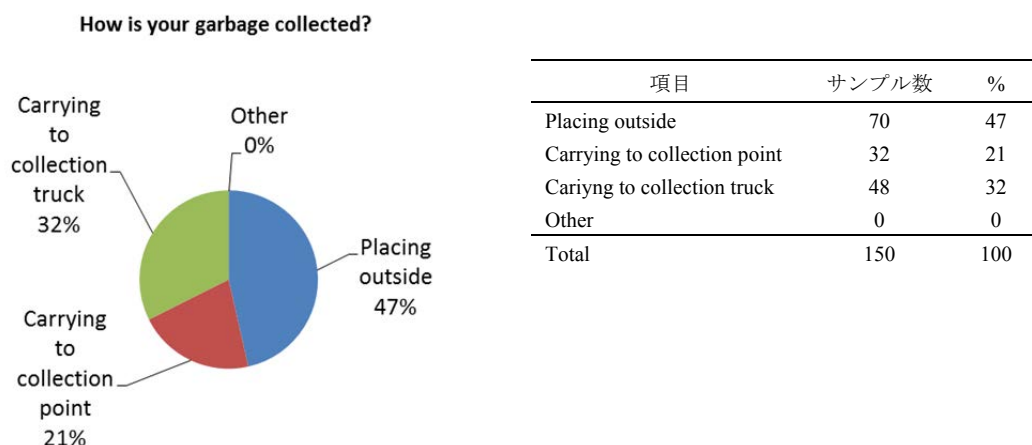 How is your garbage collected?
Carrying
to
collection
truck
32%
Other
0%
Placing
outside
47%
Carrying
to
collection
point
21%
項目 サンプル数 %
Placing outside 70 47
Carrying to collection point 32 21
Cariyng to collection truck 48 32
Other 0 0
Total 150 100